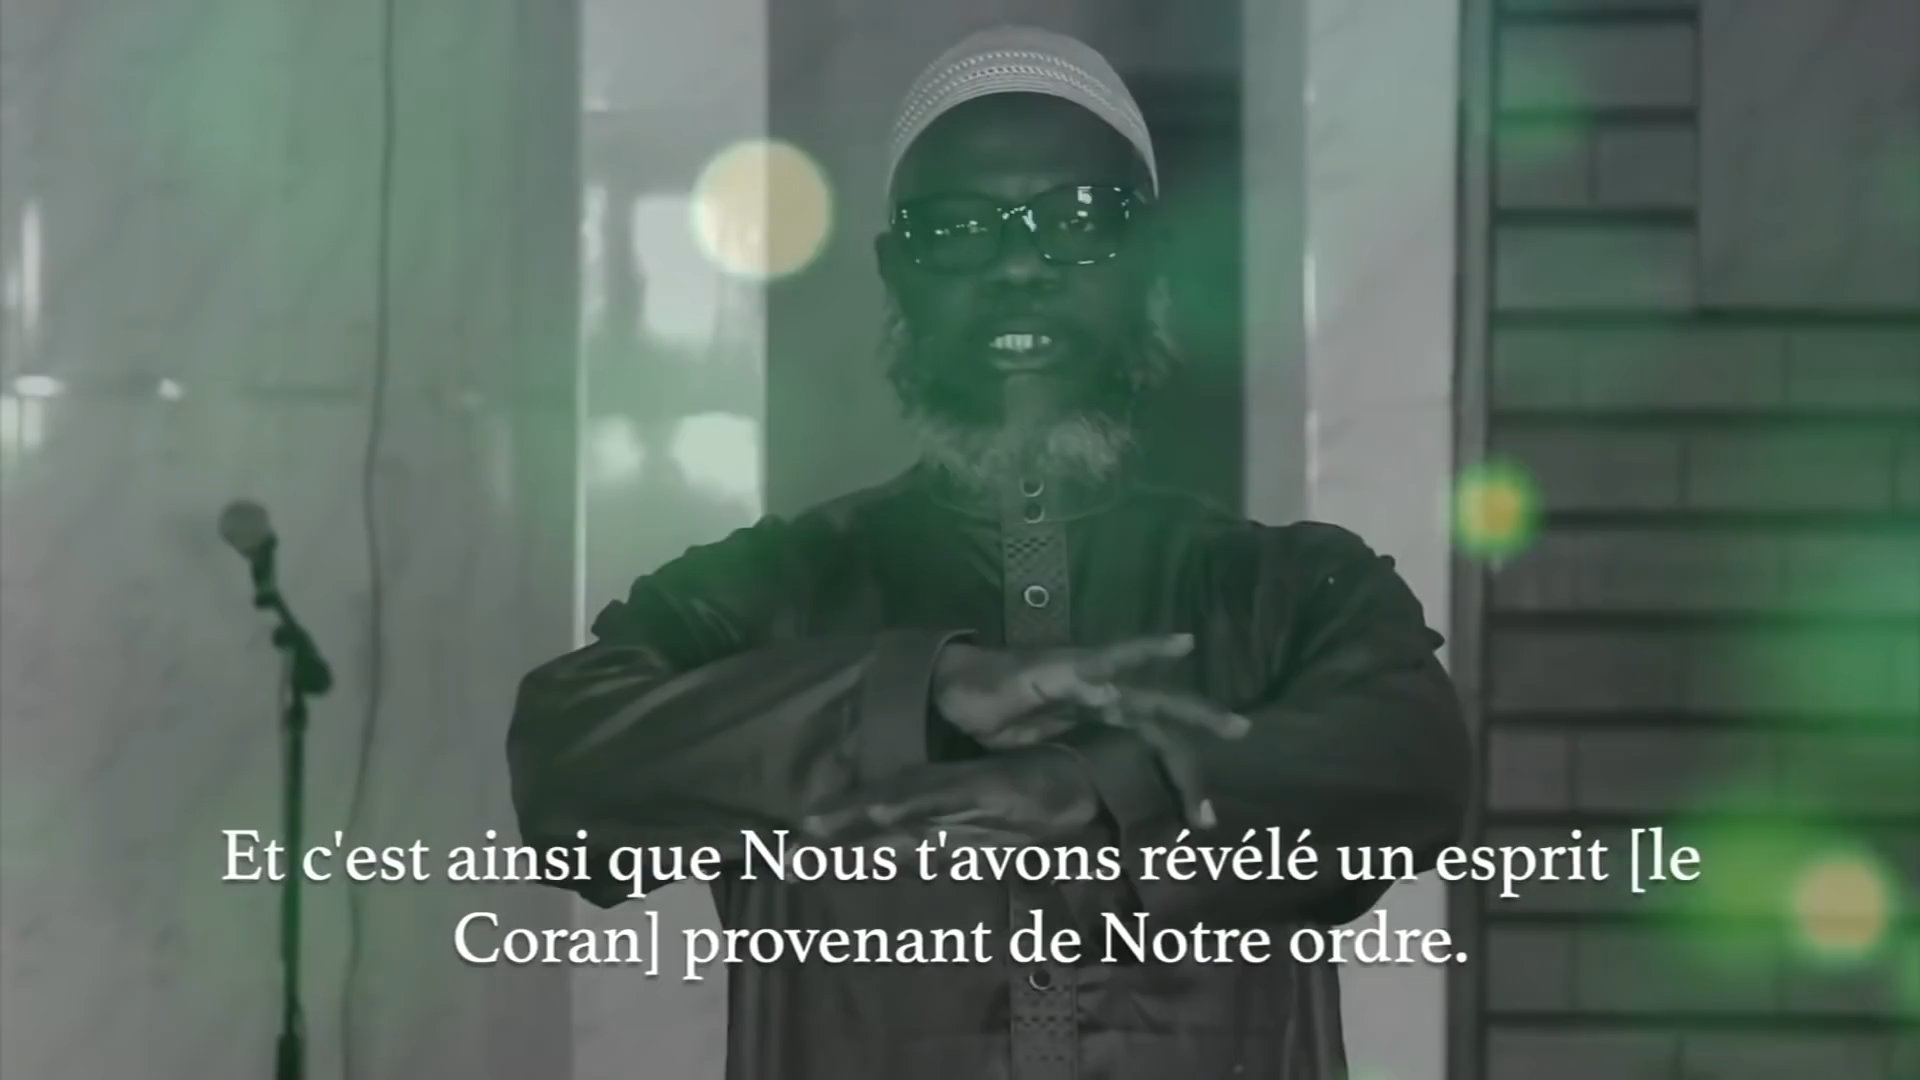 Et c'est ainsi que Nous t'avons révélé un esprit [le
Coran] provenant de Notre ordre.